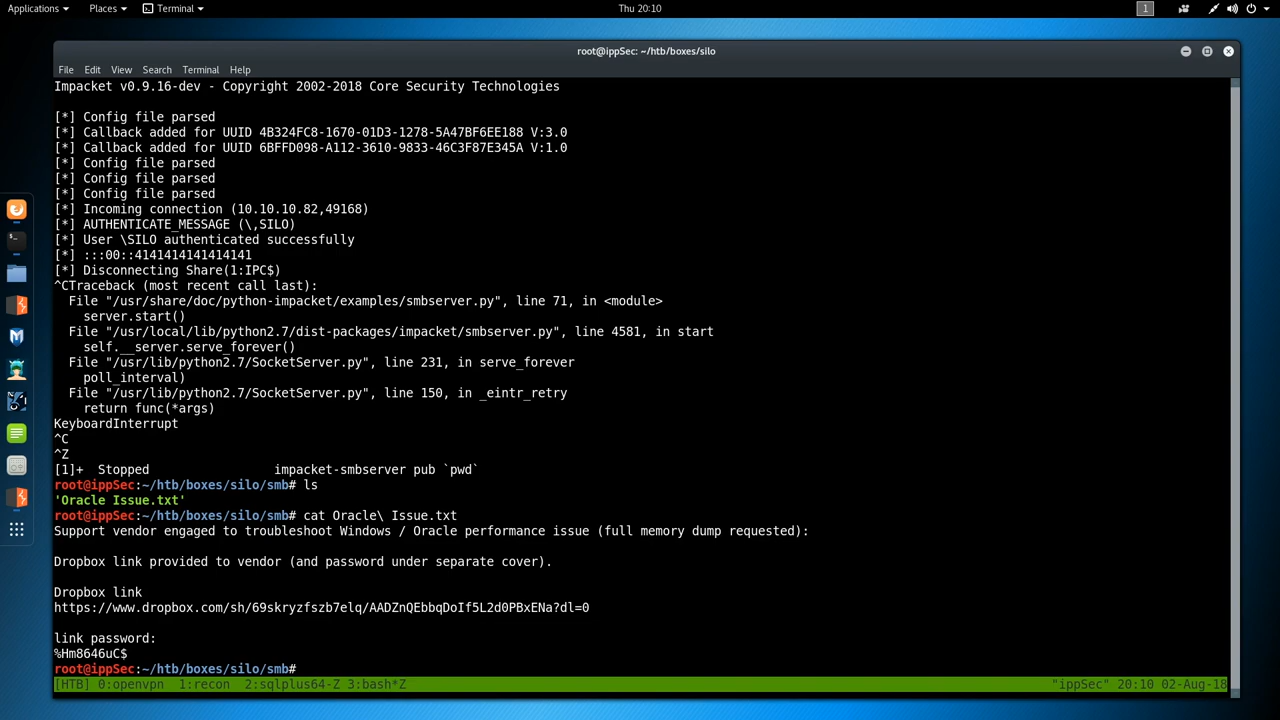 Applications Places Terminal Thu 20:10 1
root@ippSec: ~/htb/boxes/silo
File Edit View Search Terminal Help
Impacket v0.9.16-dev - Copyright 2002-2018 Core Security Technologies
[*] Config file parsed
[*] Callback added for UUID 4B324FC8-1670-01D3-1278-5A47BF6EE188 V:3.0
[*] Callback added for UUID 6BFFD098-A112-3610-9833-46C3F87E345A V:1.0
[*] Config file parsed
[*] Config file parsed
[*] Config file parsed
[*] Incoming connection (10.10.10.82,49168)
[*] AUTHENTICATE_MESSAGE (\,SILO)
[*] User \SILO authenticated successfully
[*] :::00::4141414141414141
[*] Disconnecting Share(1:IPC$)
^CTraceback (most recent call last):
  File "/usr/share/doc/python-impacket/examples/smbserver.py", line 71, in <module>
    server.start()
  File "/usr/local/lib/python2.7/dist-packages/impacket/smbserver.py", line 4581, in start
    self.__server.serve_forever()
  File "/usr/lib/python2.7/SocketServer.py", line 231, in serve_forever
    poll_interval)
  File "/usr/lib/python2.7/SocketServer.py", line 150, in _eintr_retry
    return func(*args)
KeyboardInterrupt
^C
^Z
[1]+  Stopped                 impacket-smbserver pub `pwd`
root@ippSec:~/htb/boxes/silo/smb# ls
'Oracle Issue.txt'
root@ippSec:~/htb/boxes/silo/smb# cat Oracle\ Issue.txt
Support vendor engaged to troubleshoot Windows / Oracle performance issue (full memory dump requested):
Dropbox link provided to vendor (and password under separate cover).
Dropbox link
https://www.dropbox.com/sh/69skryzfszb7elq/AADZnQEbbqDoIf5L2d0PBxENa?dl=0
link password:
%Hm8646uC$
root@ippSec:~/htb/boxes/silo/smb#
[HTB] 0:openvpn  1:recon  2:sqlplus64-Z 3:bash*Z "ippSec" 20:10 02-Aug-18